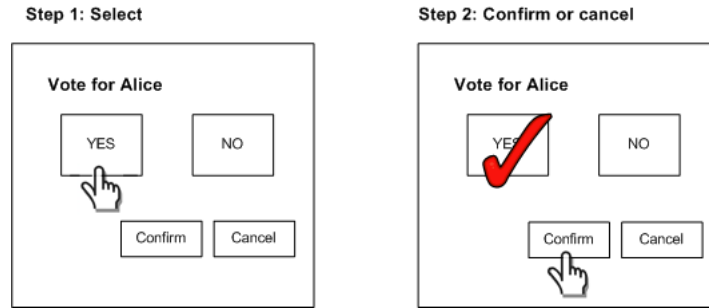 Step 1: Select
Vote for Alice
YES
NO
Confirm
Cancel
Step 2: Confirm or cancel
Vote for Alice
YES
NO
Confirm
Cancel